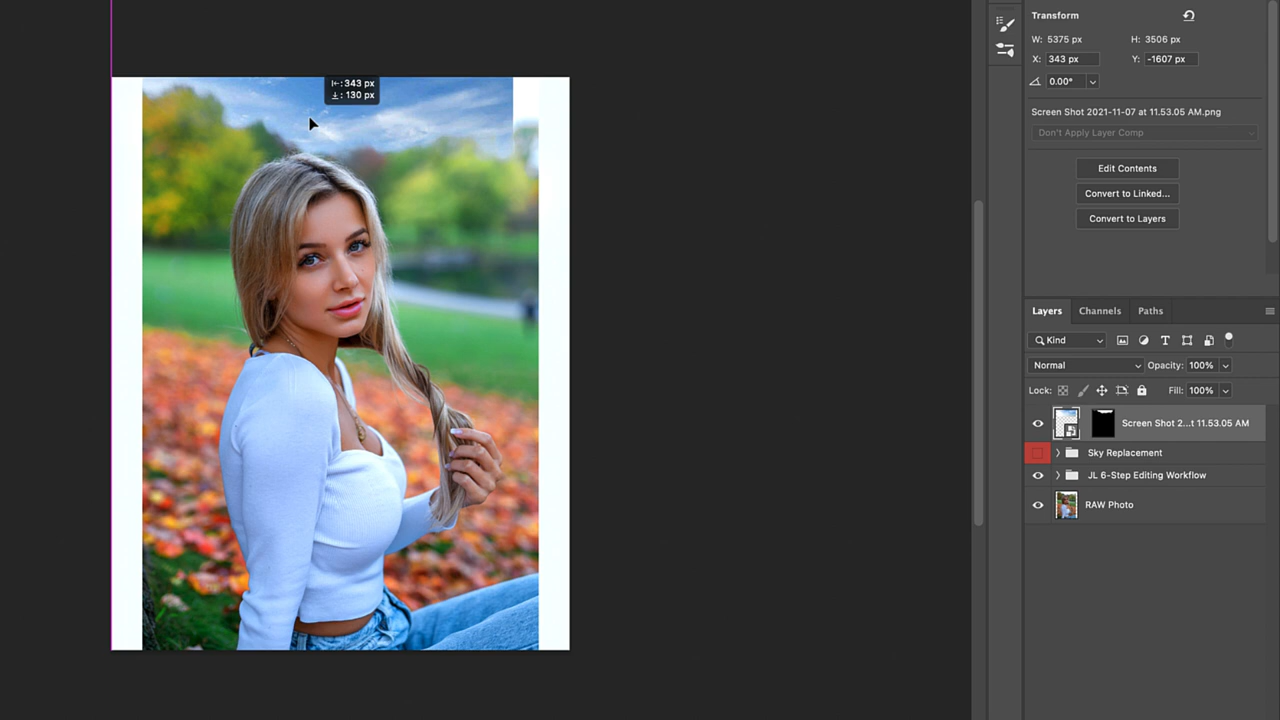 343 px
130 px
Transform
W: 5375 px H: 3506 px
X: 343 px Y: -1607 px
0.00°
Screen Shot 2021-11-07 at 11.53.05 AM.png
Don't Apply Layer Comp
Edit Contents
Convert to Linked...
Convert to Layers
Layers Channels Paths
Kind
Normal Opacity: 100%
Lock: Fill: 100%
Screen Shot 2...t 11.53.05 AM
Sky Replacement
JL 6-Step Editing Workflow
RAW Photo